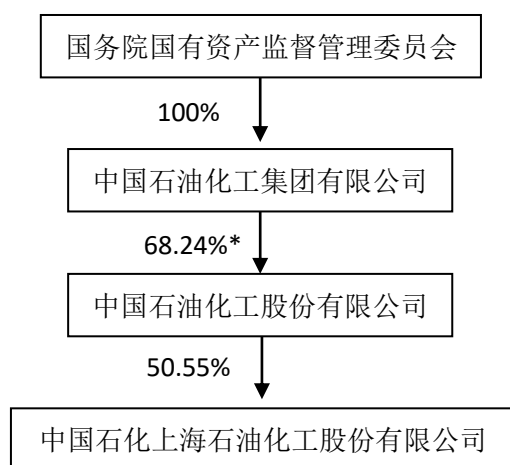 国务院国有资产监督管理委员会
100%
中国石油化工集团有限公司
68.24%*
中国石油化工股份有限公司
50.55%
中国石化上海石油化工股份有限公司